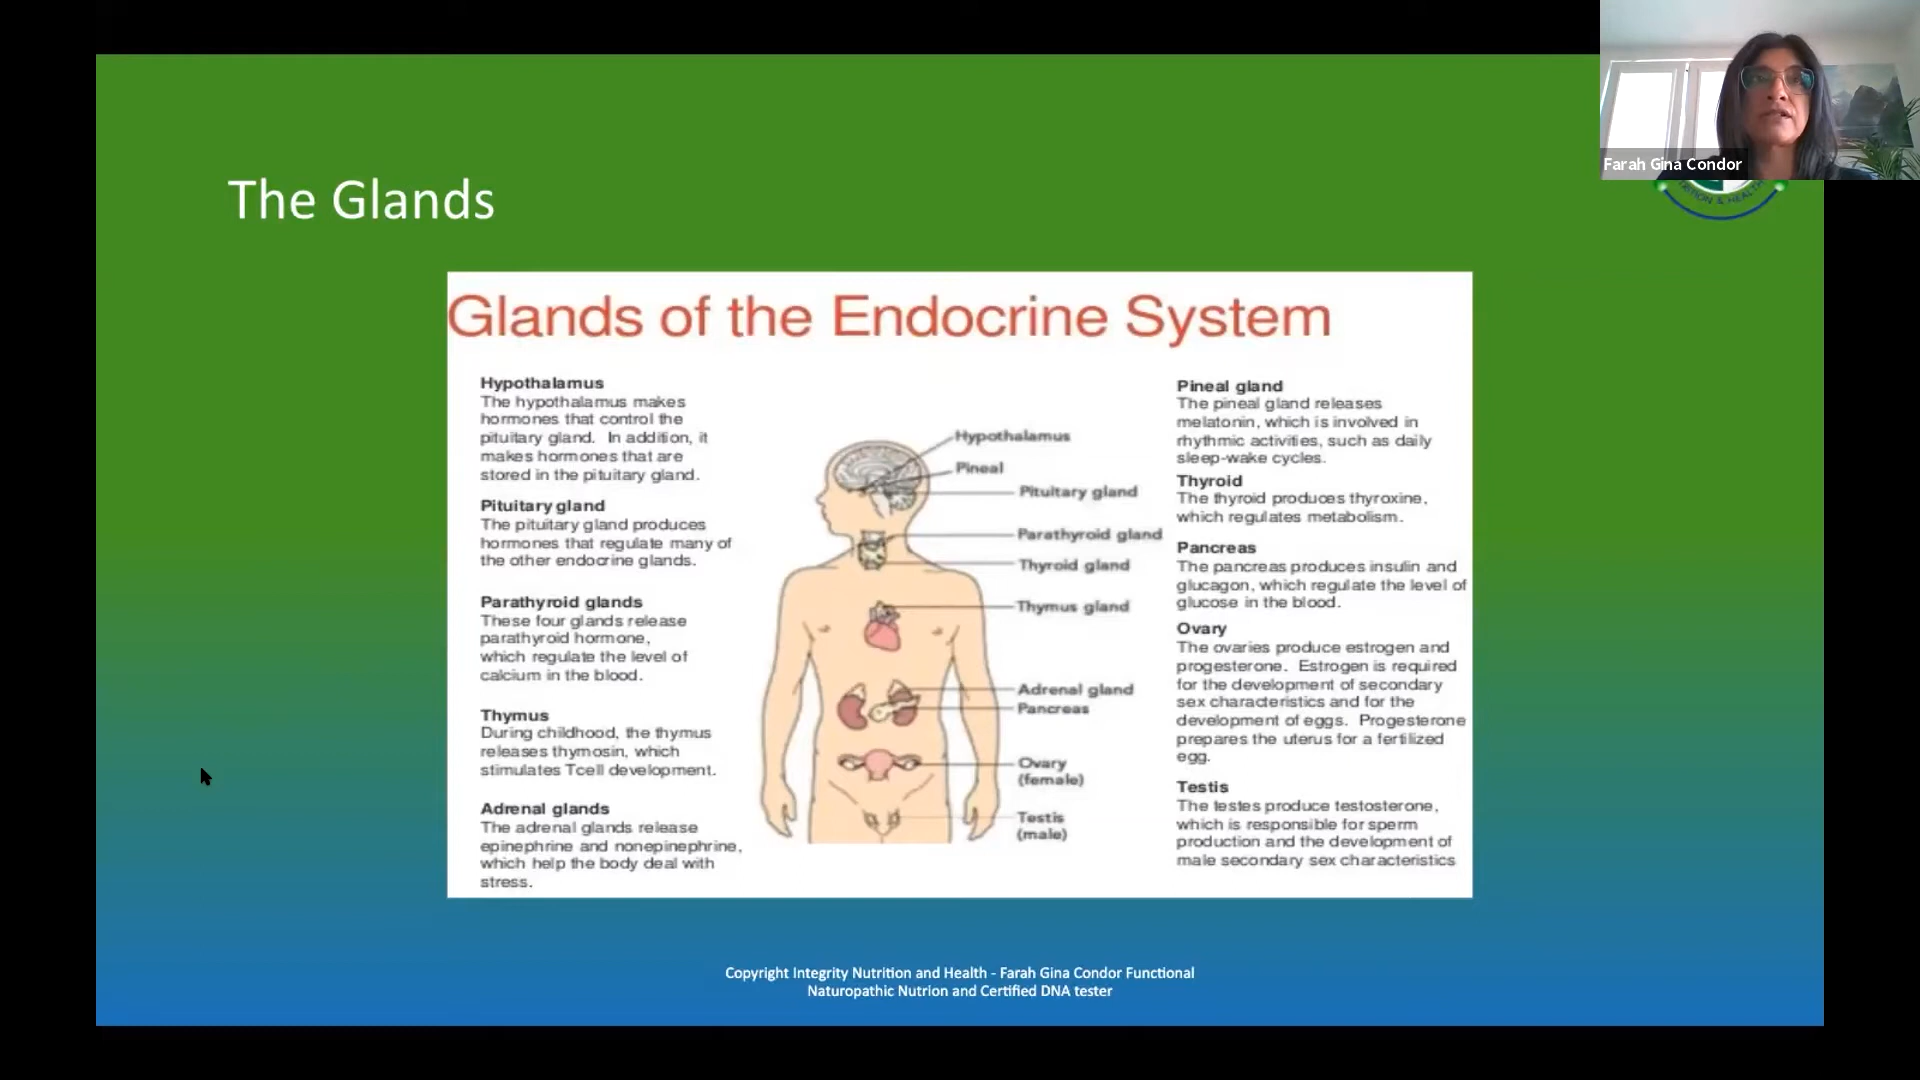 Farah Gina Condor
TRITION & HEALTH
The Glands
Glands of the Endocrine System
Hypothalamus
The hypothalamus makes
hormones that control the
pituitary gland. In addition, it
makes hormones that are
stored in the pituitary gland.
Pituitary gland
The pituitary gland produces
hormones that regulate many of
the other endocrine glands.
Parathyroid glands
These four glands release
parathyroid hormone,
which regulate the level of
calcium in the blood.
Thymus
During childhood, the thymus
releases thymosin, which
stimulates Tcell development.
Adrenal glands
The adrenal glands release
epinephrine and nonepinephrine,
which help the body deal with
stress.
Hypothalamus
Pineal
Pituitary gland
Parathyroid gland
Thyroid gland
Thymus gland
Adrenal gland
Pancreas
Ovary
(female)
Testis
(male)
Pineal gland
The pineal gland releases
melatonin, which is involved in
rhythmic activities, such as daily
sleep-wake cycles.
Thyroid
The thyroid produces thyroxine,
which regulates metabolism.
Pancreas
The pancreas produces insulin and
glucagon, which regulate the level of
glucose in the blood.
Ovary
The ovaries produce estrogen and
progesterone. Estrogen is required
for the development of secondary
sex characteristics and for the
development of eggs. Progesterone
prepares the uterus for a fertilized
egg.
Testis
The testes produce testosterone,
which is responsible for sperm
production and the development of
male secondary sex characteristics
Copyright Integrity Nutrition and Health - Farah Gina Condor Functional
Naturopathic Nutrion and Certified DNA tester